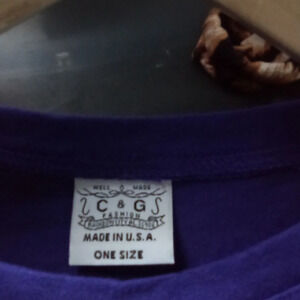 WELL MADE
C & G
FASHION
MADE IN U.S.A.
ONE SIZE